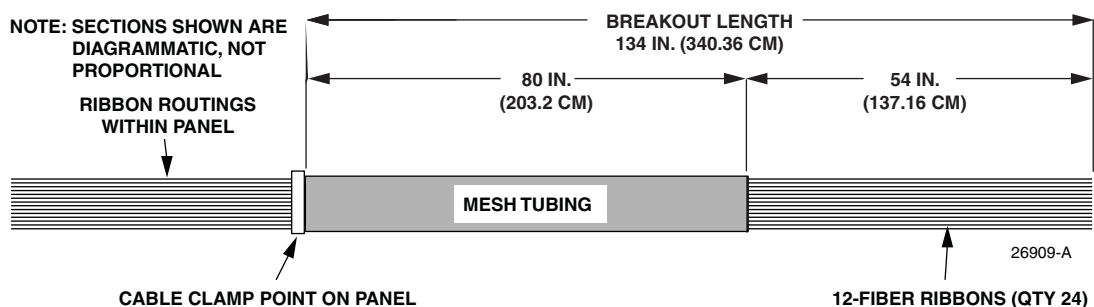 NOTE: SECTIONS SHOWN ARE
DIAGRAMMATIC, NOT
PROPORTIONAL
BREAKOUT LENGTH
134 IN. (340.36 CM)
80 IN.
(203.2 CM)
54 IN.
(137.16 CM)
RIBBON ROUTINGS
WITHIN PANEL
MESH TUBING
26909-A
CABLE CLAMP POINT ON PANEL
12-FIBER RIBBONS (QTY 24)